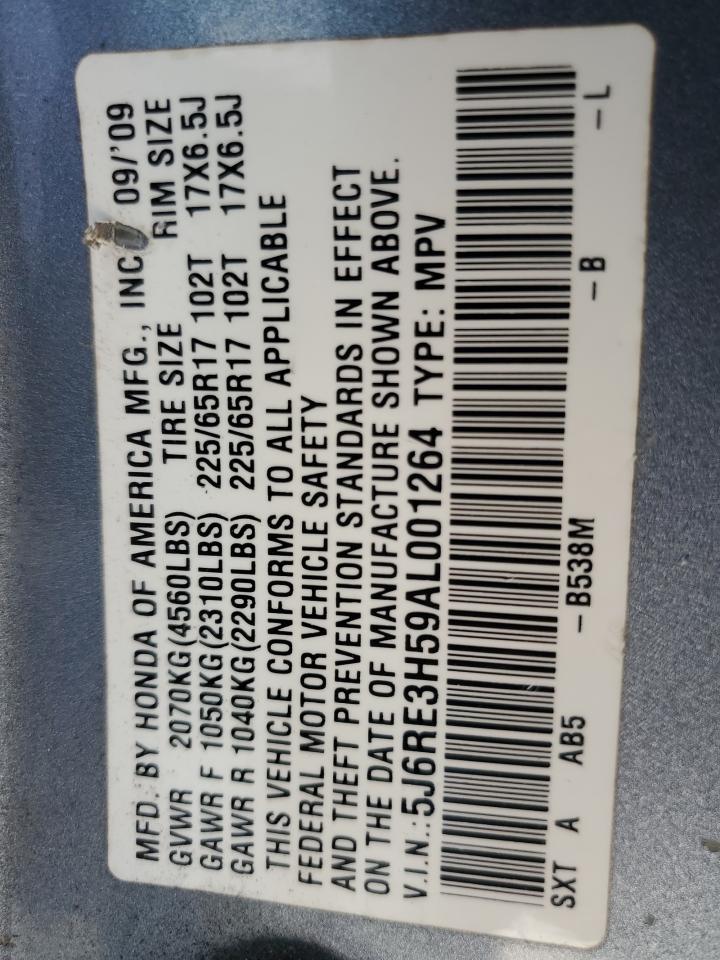 MFD. BY HONDA OF AMERICA MFG., INC 09/'09
GVWR 2070KG(4560LBS) TIRE SIZE RIM SIZE
GAWR F 1050KG(2310LBS) 225/65R17 102T 17X6.5J
GAWR R 1040KG(2290LBS) 225/65R17 102T 17X6.5J
THIS VEHICLE CONFORMS TO ALL APPLICABLE
FEDERAL MOTOR VEHICLE SAFETY
AND THEFT PREVENTION STANDARDS IN EFFECT
ON THE DATE OF MANUFACTURE SHOWN ABOVE.
V.I.N.:5J6RE3H59AL001264 TYPE: MPV
SXT A AB5 -B538M -B -L